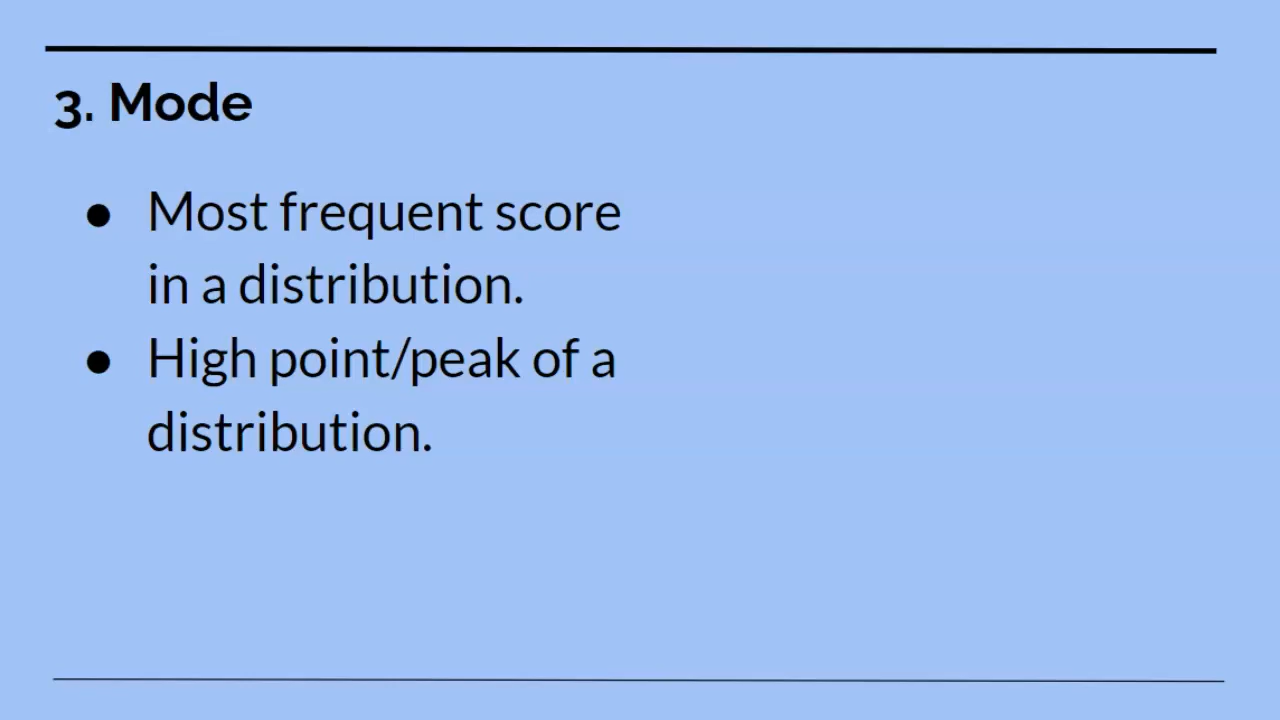 3. Mode
● Most frequent score
in a distribution.
● High point/peak of a
distribution.